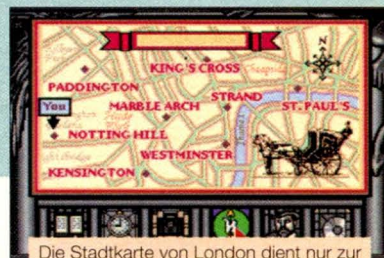 N
KING'S CROSS
PADDINGTON
You
MARBLE ARCH
STRAND
ST. PAUL'S
NOTTING HILL
WESTMINSTER
KENSINGTON
Die Stadtkarte von London dient nur zur